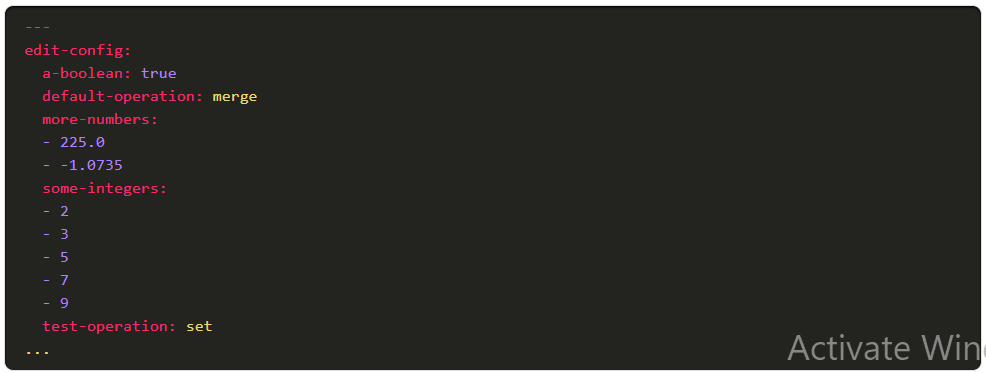 ---
edit-config:
  a-boolean: true
  default-operation: merge
  more-numbers:
  - 225.0
  - -1.0735
  some-integers:
  - 2
  - 3
  - 5
  - 7
  - 9
  test-operation: set
...
Activate Win